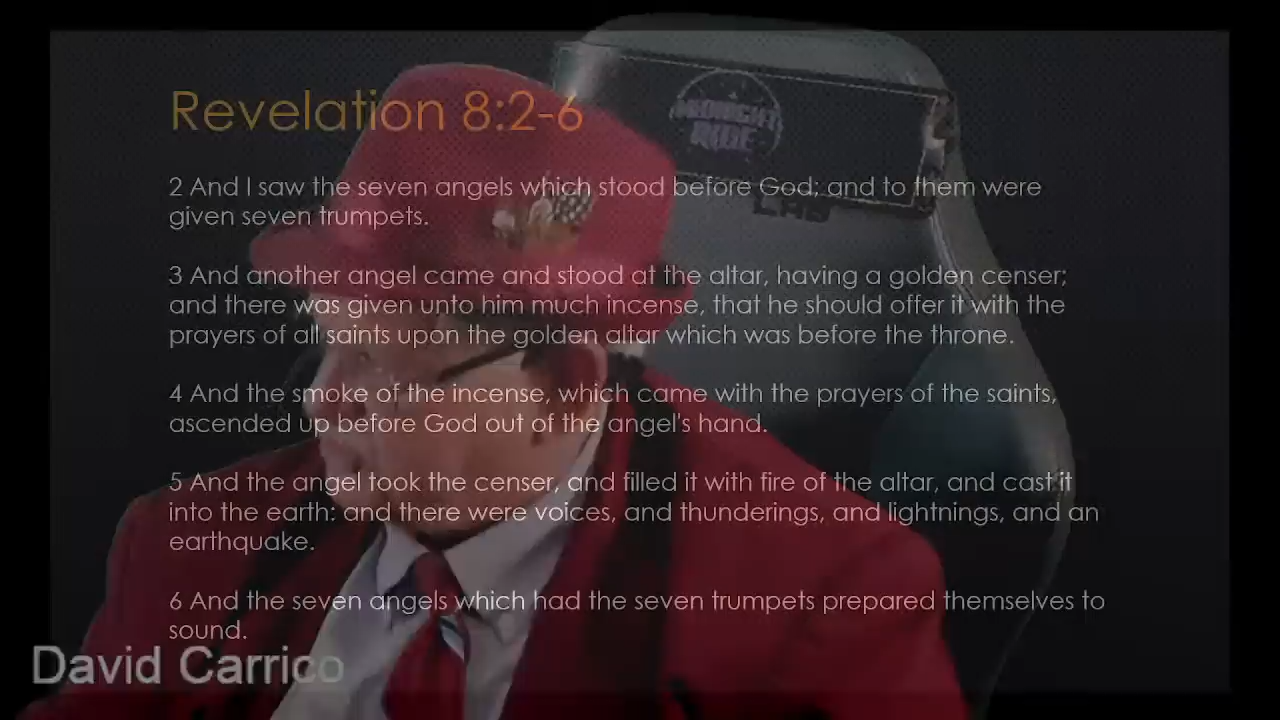 MIDNIGHT
RIDE
LAB
Revelation 8:2-6
2 And I saw the seven angels which stood before God; and to them were
given seven trumpets.
3 And another angel came and stood at the altar, having a golden censer;
and there was given unto him much incense, that he should offer it with the
prayers of all saints upon the golden altar which was before the throne.
4 And the smoke of the incense, which came with the prayers of the saints,
ascended up before God out of the angel's hand.
5 And the angel took the censer, and filled it with fire of the altar, and cast it
into the earth: and there were voices, and thunderings, and lightnings, and an
earthquake.
6 And the seven angels which had the seven trumpets prepared themselves to
sound.
David Carrico